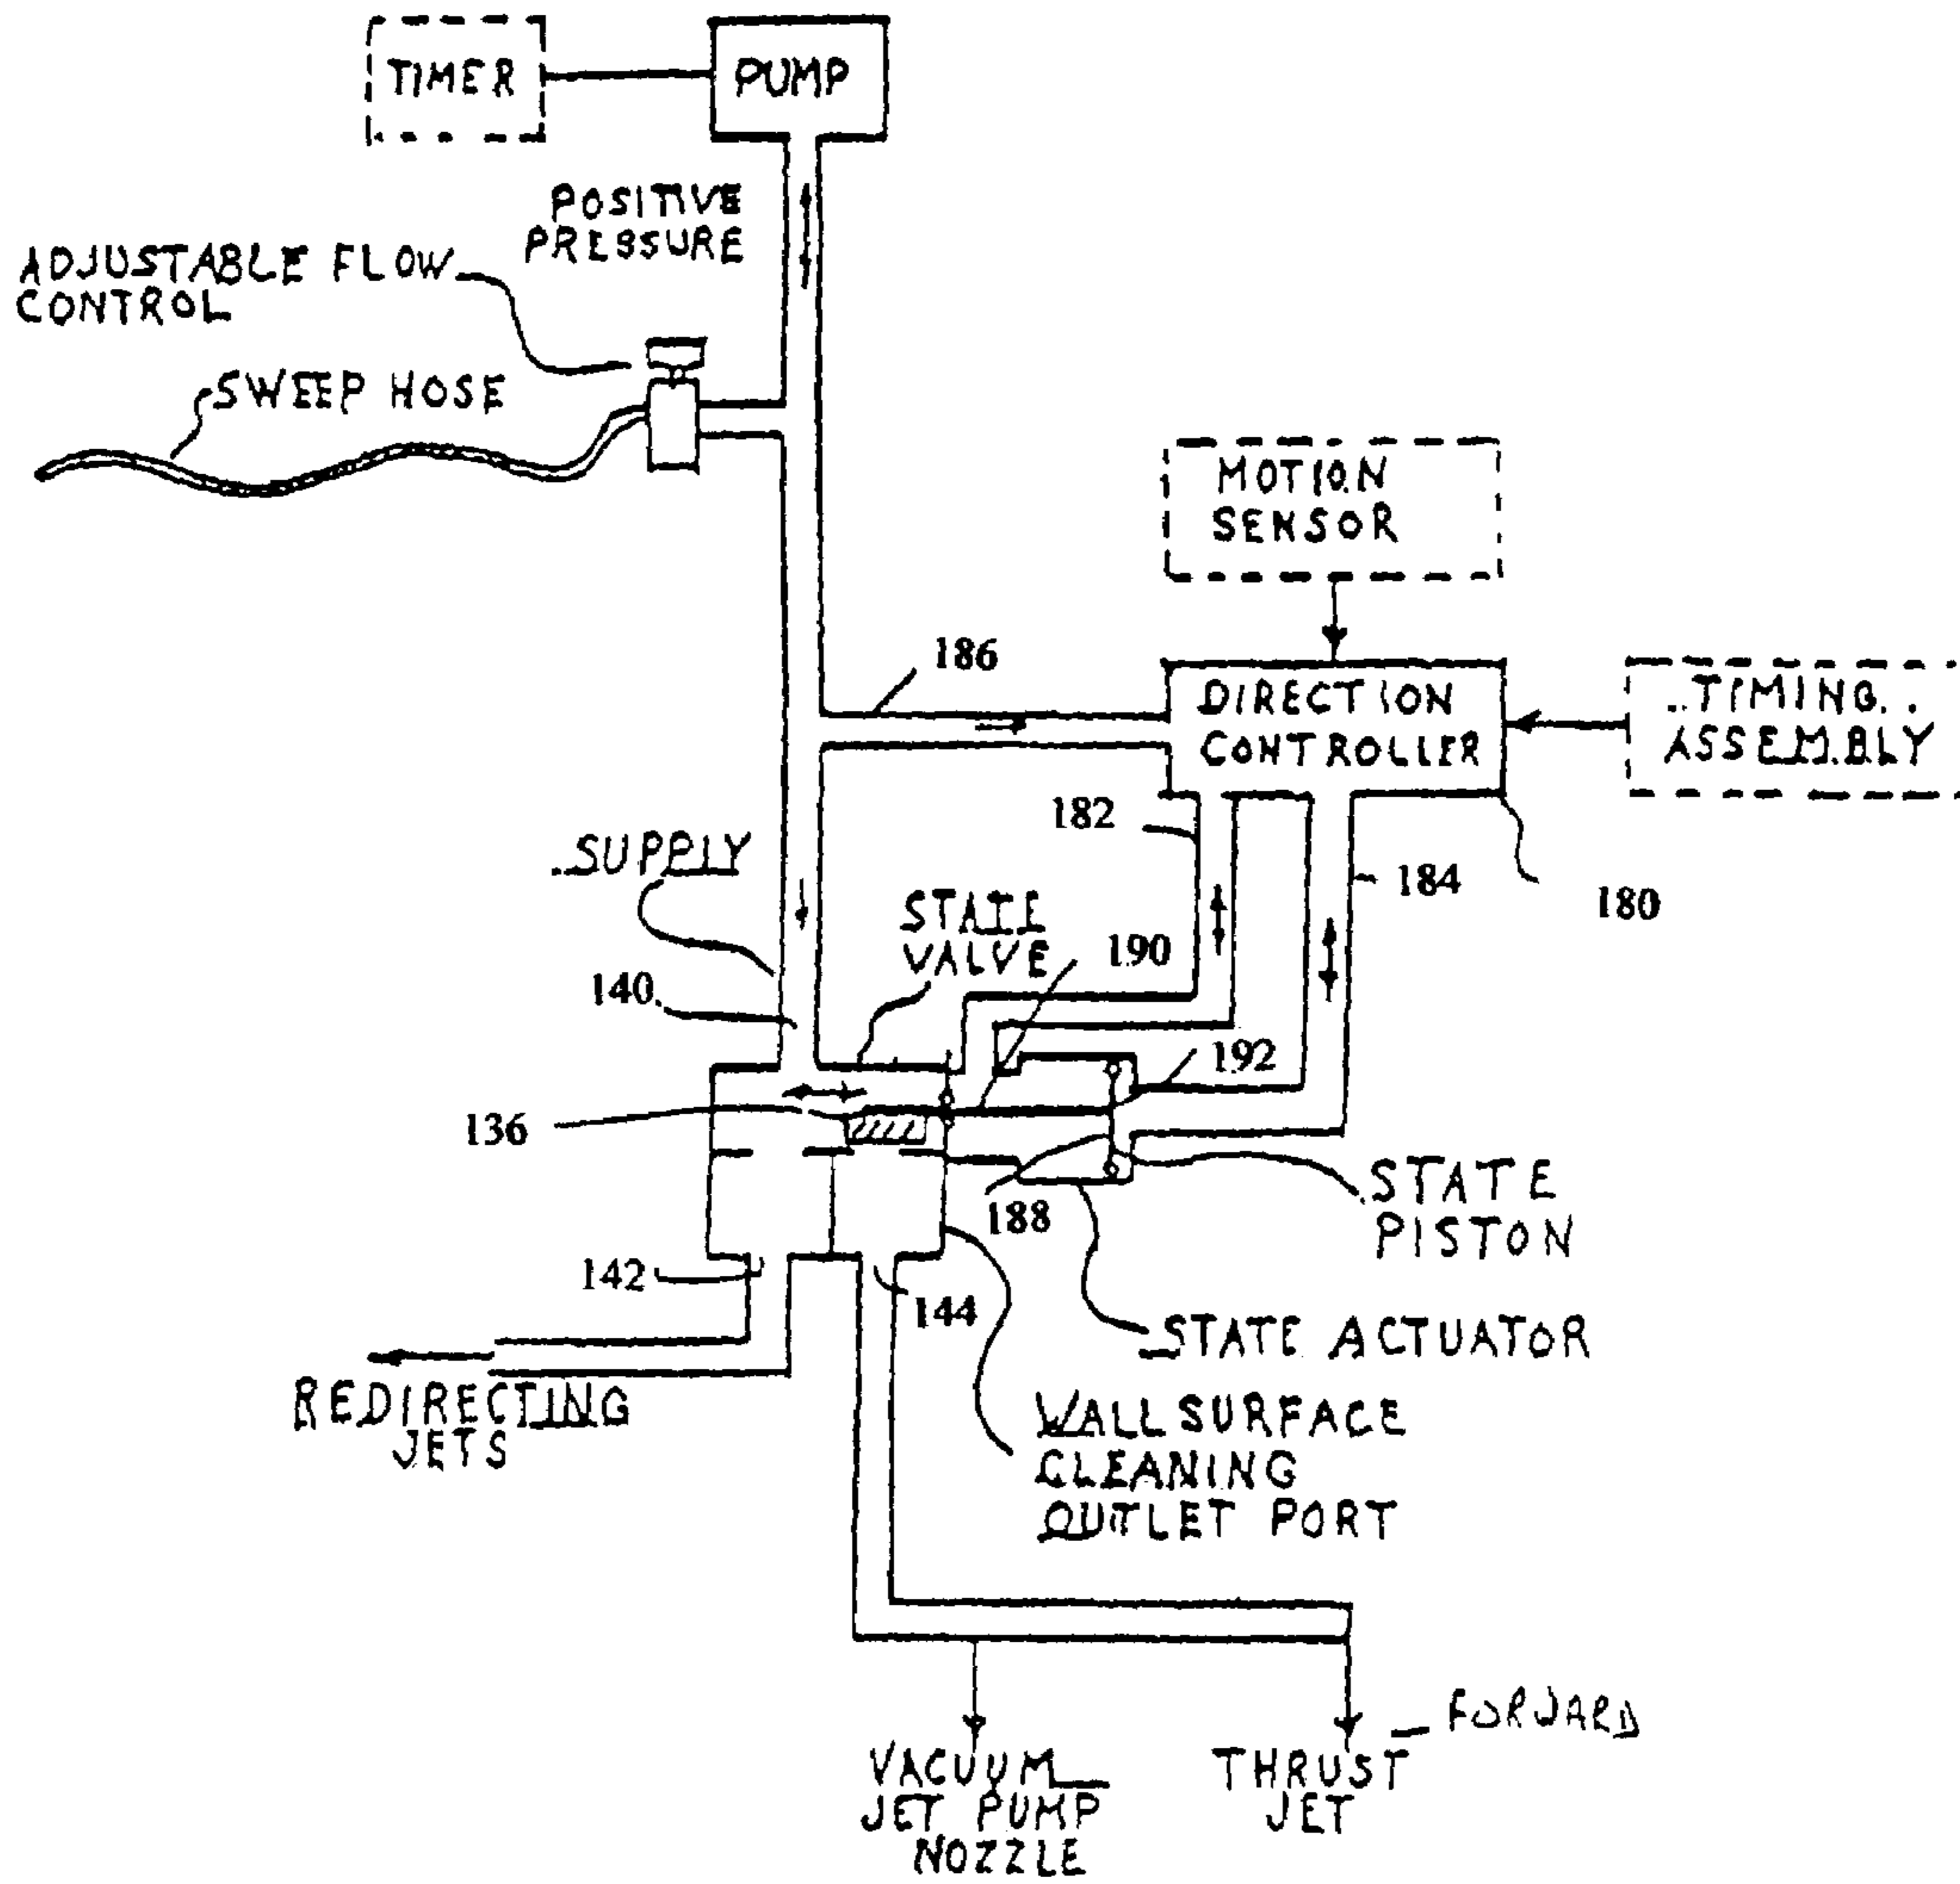 TIMER
PUMP
POSITIVE
PRESSURE
ADJUSTABLE FLOW
CONTROL
SWEEP HOSE
MOTION
SENSOR
186
DIRECTION
CONTROLLER
TIMING
ASSEMBLY
182
184
180
SUPPLY
STATE
VALVE
190
140
192
136
188
STATE
PISTON
142
144
STATE ACTUATOR
REDIRECTING
JETS
WALL SURFACE
CLEANING
OUTLET PORT
FORWARD
VACUUM
JET PUMP
NOZZLE
THRUST
JET